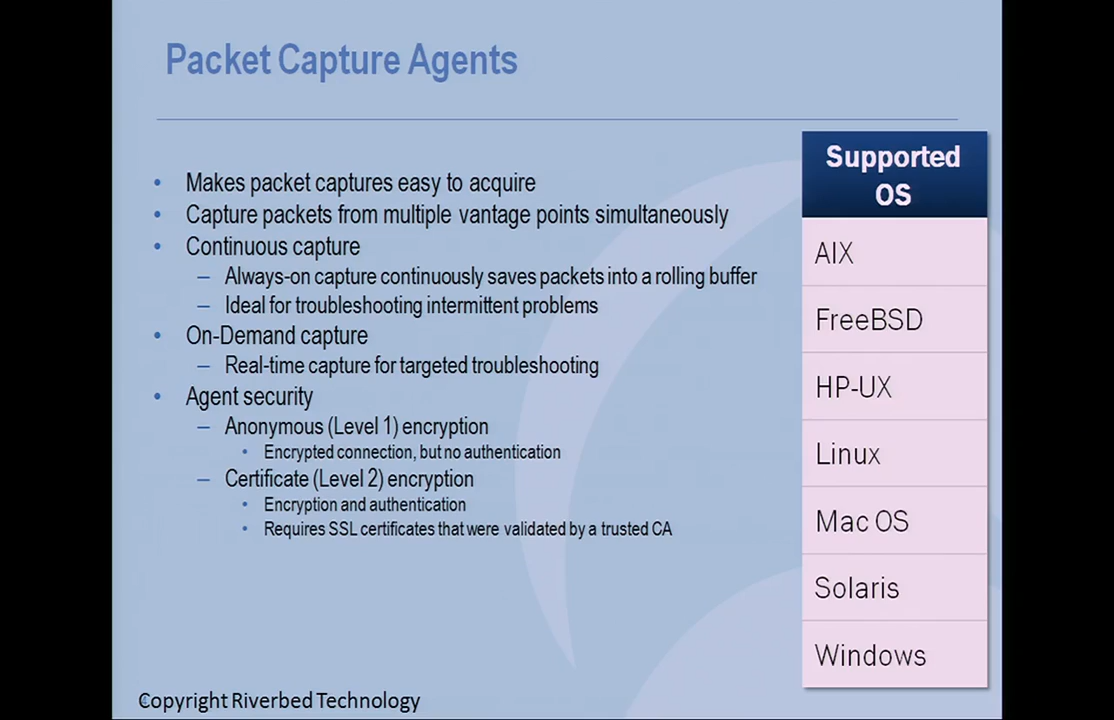 Packet Capture Agents
• Makes packet captures easy to acquire
• Capture packets from multiple vantage points simultaneously
• Continuous capture
– Always-on capture continuously saves packets into a rolling buffer
– Ideal for troubleshooting intermittent problems
• On-Demand capture
– Real-time capture for targeted troubleshooting
• Agent security
– Anonymous (Level 1) encryption
• Encrypted connection, but no authentication
– Certificate (Level 2) encryption
• Encryption and authentication
• Requires SSL certificates that were validated by a trusted CA
Supported
OS
AIX
FreeBSD
HP-UX
Linux
Mac OS
Solaris
Windows
Copyright Riverbed Technology